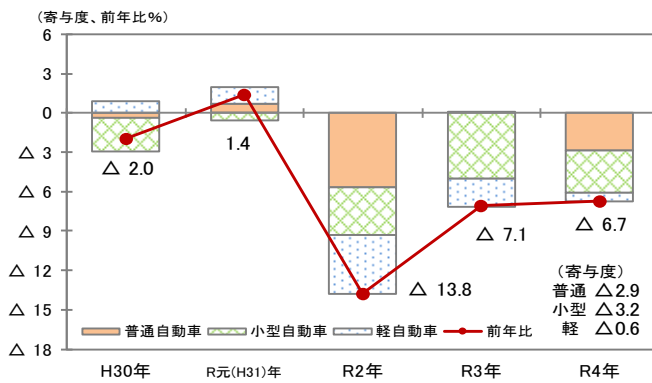 (寄与度、前年比%)
6
3
0
△ 3
△ 6
△ 9
△ 12
△ 15
△ 18
△ 2.0
1.4
△ 13.8
△ 7.1
△ 6.7
(寄与度)
普通 △2.9
小型 △3.2
軽 △0.6
普通自動車 小型自動車 軽自動車 前年比
H30年 R元(H31)年 R2年 R3年 R4年